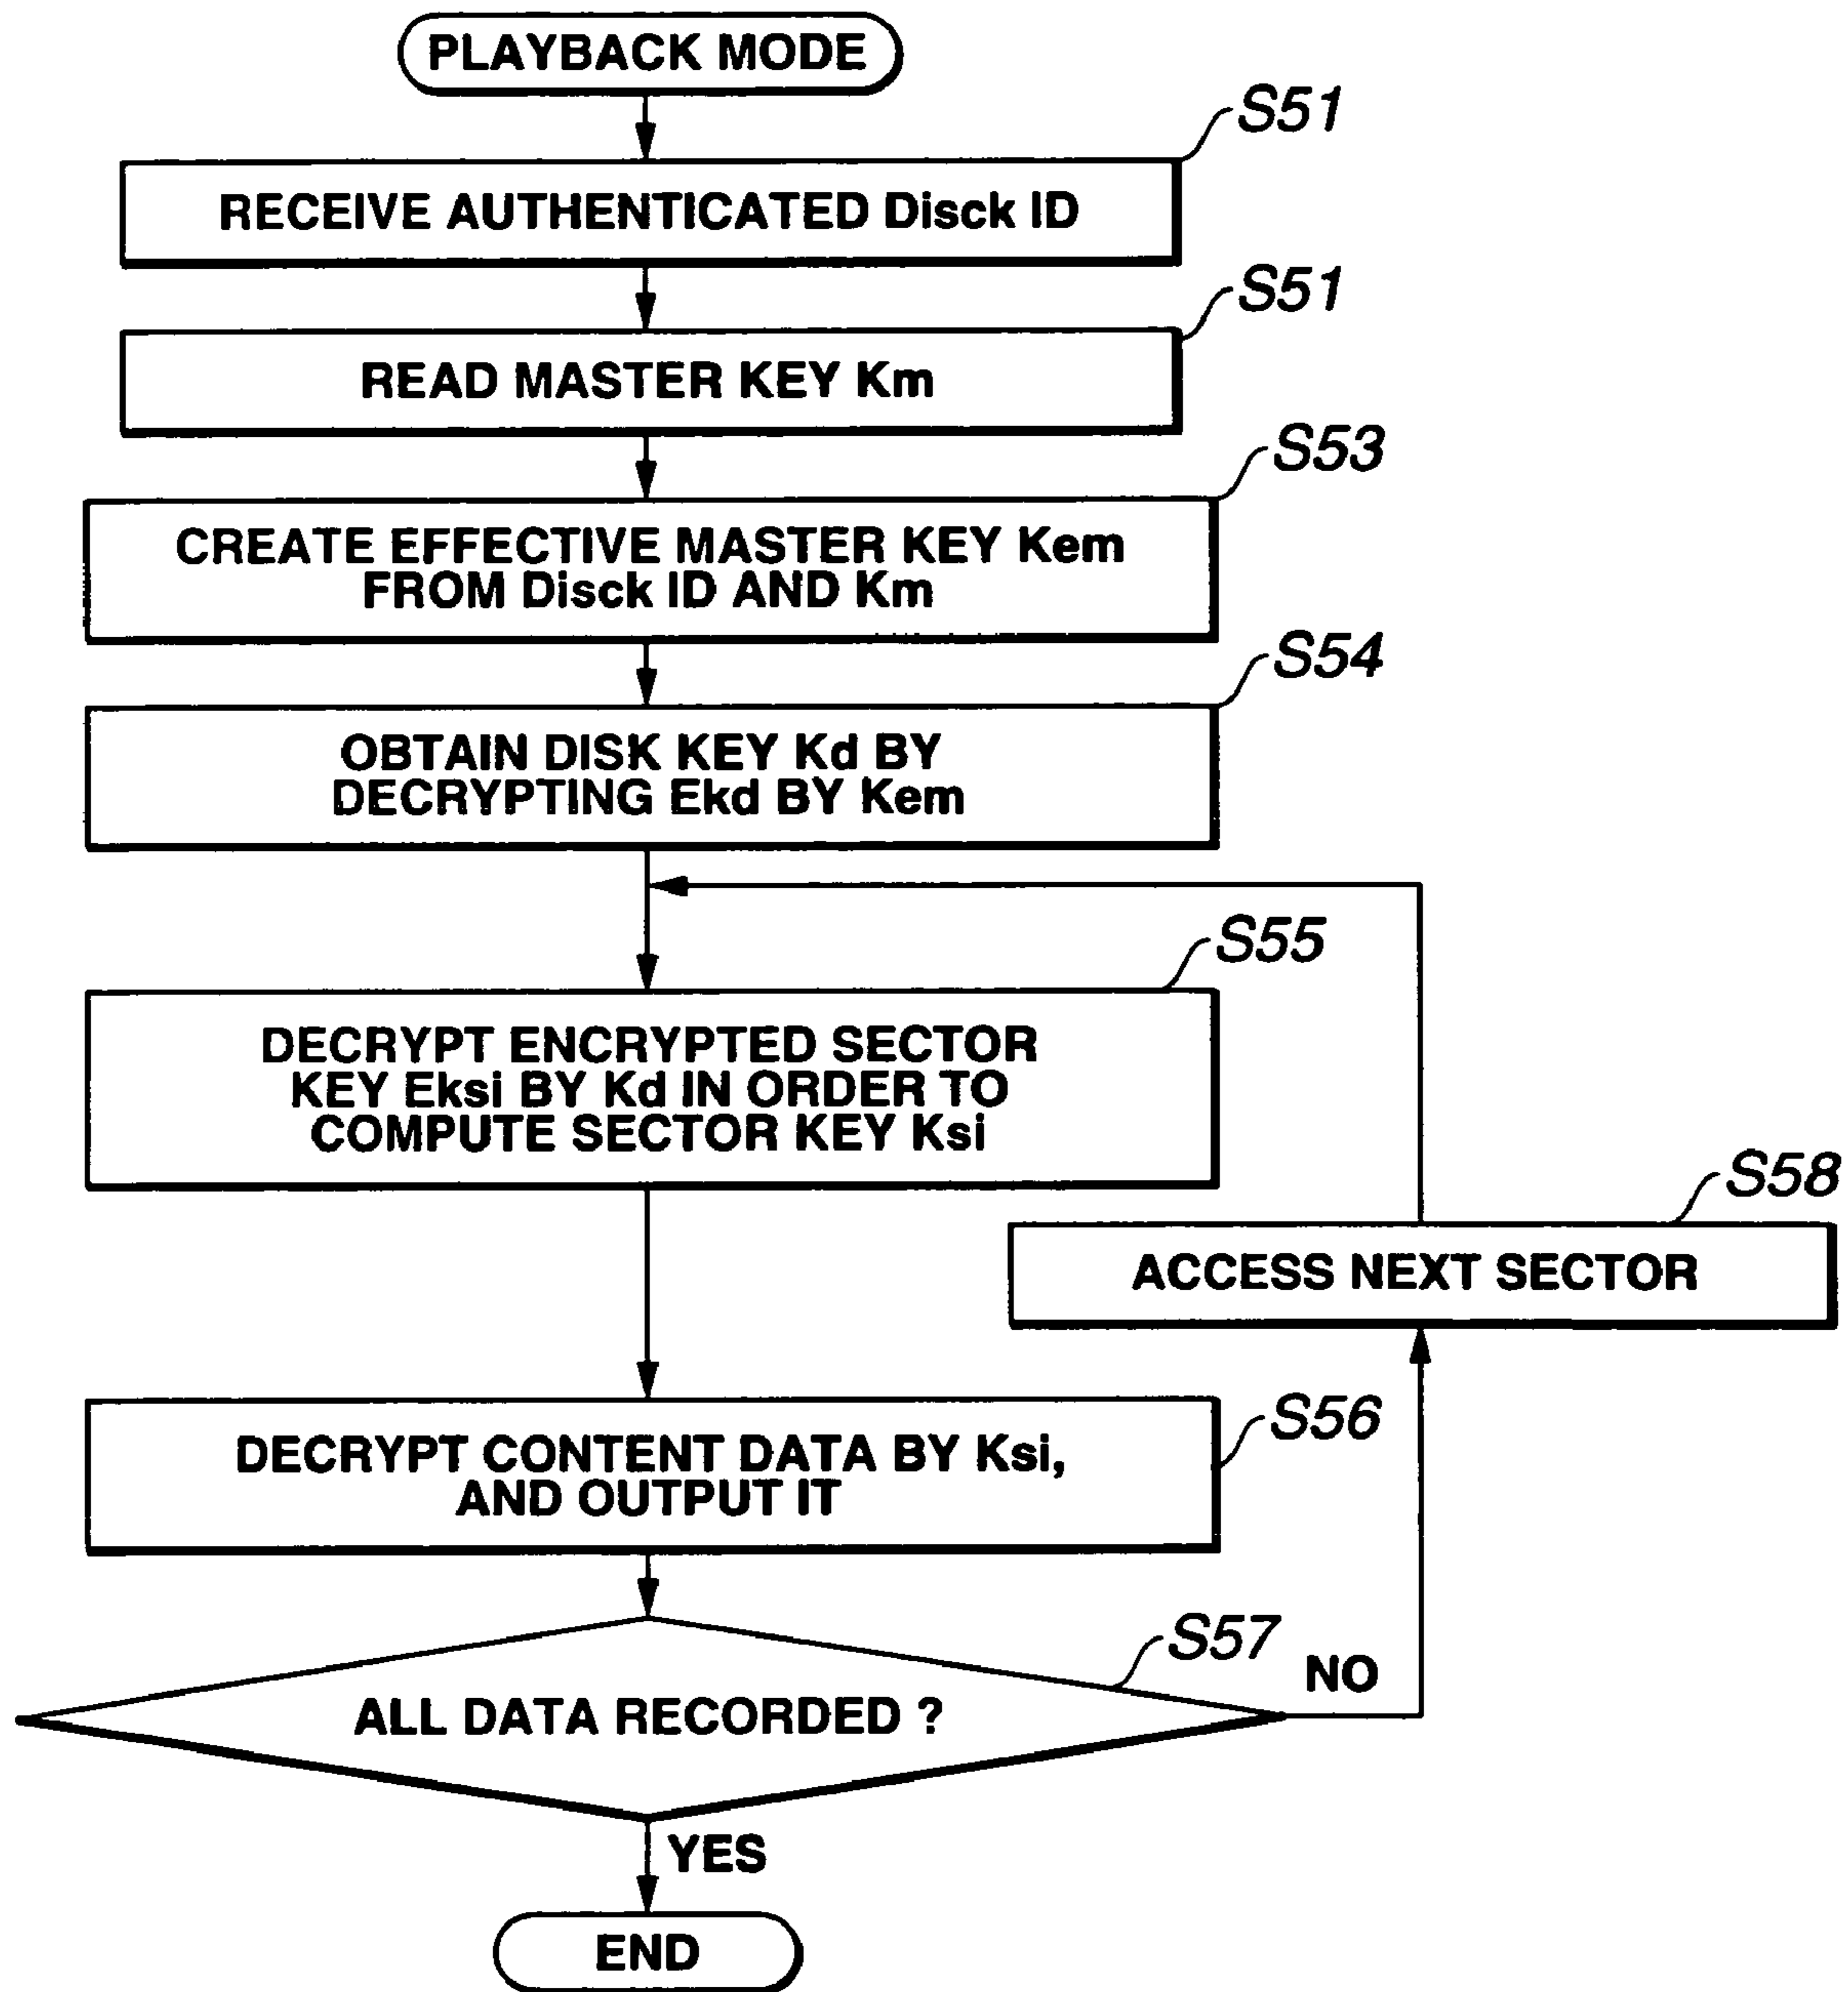 PLAYBACK MODE
S51
RECEIVE AUTHENTICATED Disck ID
S51
READ MASTER KEY Km
S53
CREATE EFFECTIVE MASTER KEY Kem
FROM Disck ID AND Km
S54
OBTAIN DISK KEY Kd BY
DECRYPTING Ekd BY Kem
S55
DECRYPT ENCRYPTED SECTOR
KEY Eksi BY Kd IN ORDER TO
COMPUTE SECTOR KEY Ksi
S58
ACCESS NEXT SECTOR
S56
DECRYPT CONTENT DATA BY Ksi,
AND OUTPUT IT
S57
NO
ALL DATA RECORDED ?
YES
END